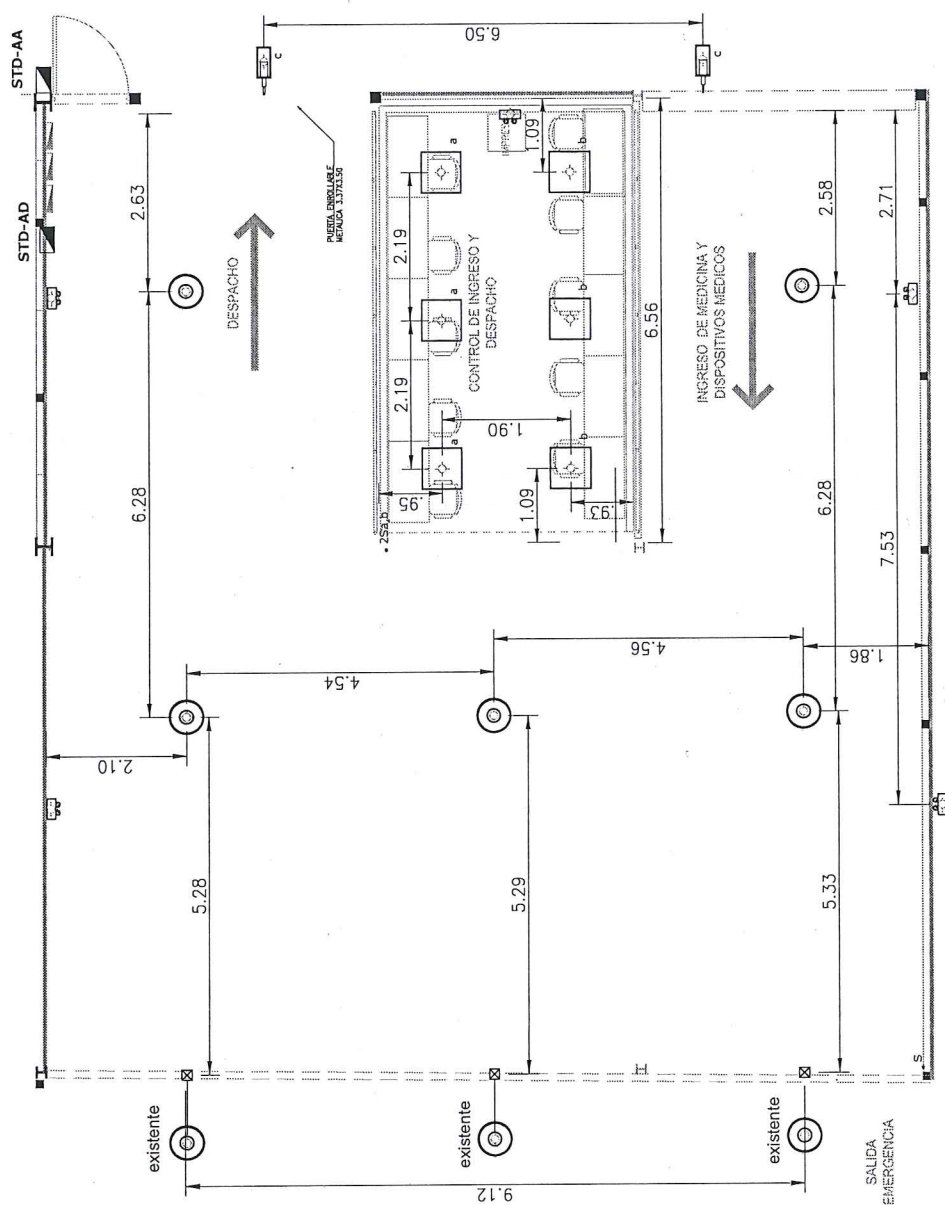 STD-AA
STD-AD
6.50
c
c
2.63
6.28
DESPACHO
PUERTA ENROLLABLE
METALICA 3.37X3.50
1.09
a
b
2.19
2.19
a
b
a
b
CONTROL DE INGRESO Y
DESPACHO
1.90
.95
.93
1.09
6.56
INGRESO DE MEDICINA Y
DISPOSITIVOS MEDICOS
2.58
6.28
2.71
7.53
4.54
4.56
1.86
2.10
5.28
5.29
5.33
S
existente
existente
existente
9.12
SALIDA
EMERGENCIA